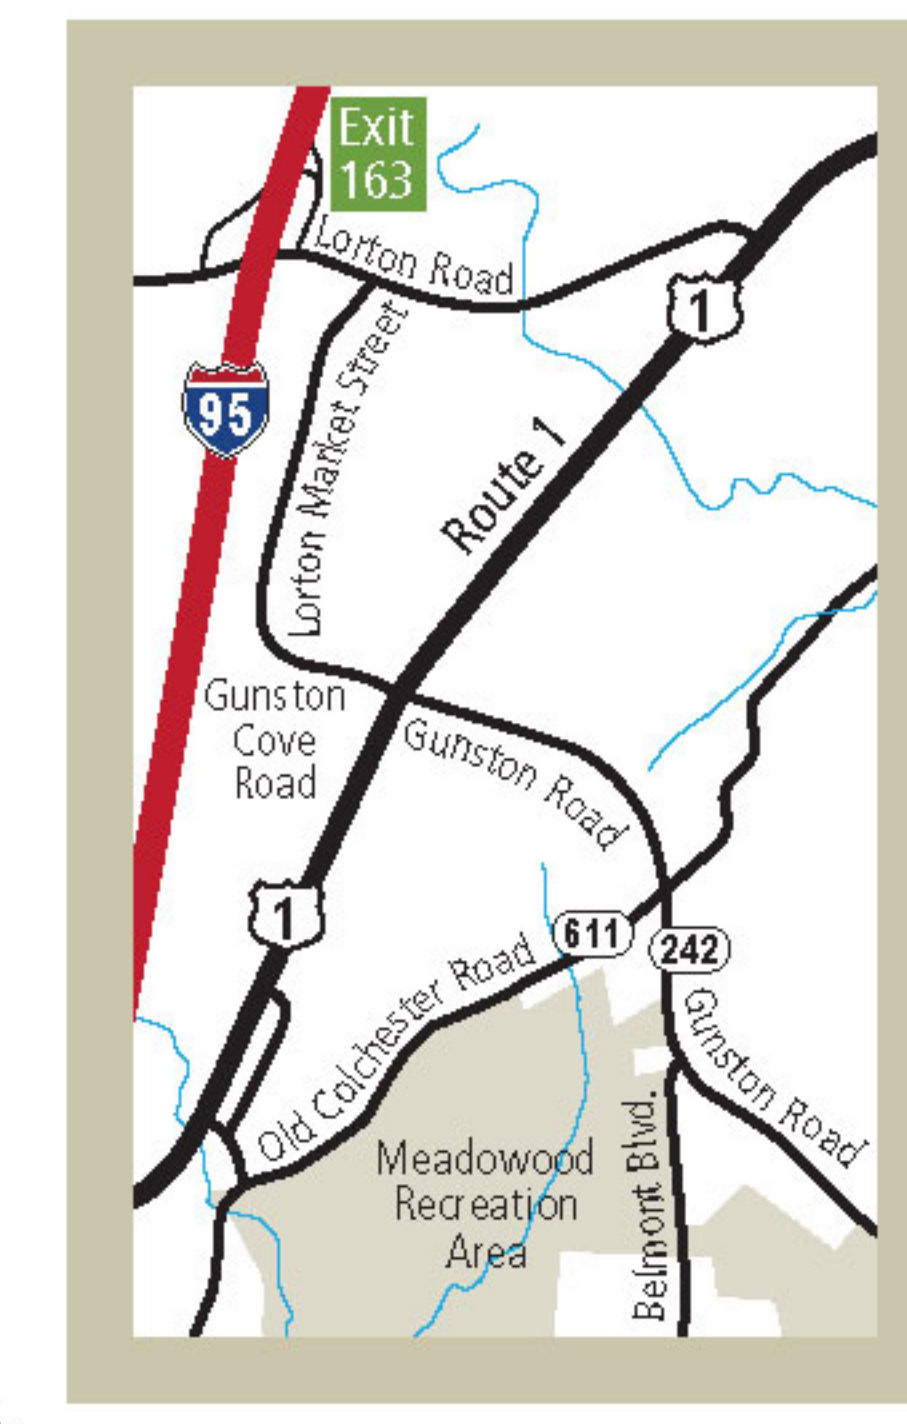 Exit
163
Lorton Road
1
Lorton Market Street
95
Route 1
Gunston
Cove
Road
Gunston Road
1
611
242
Old Colchester Road
Gunston Road
Meadowood
Recreation
Area
Belmont Blvd.